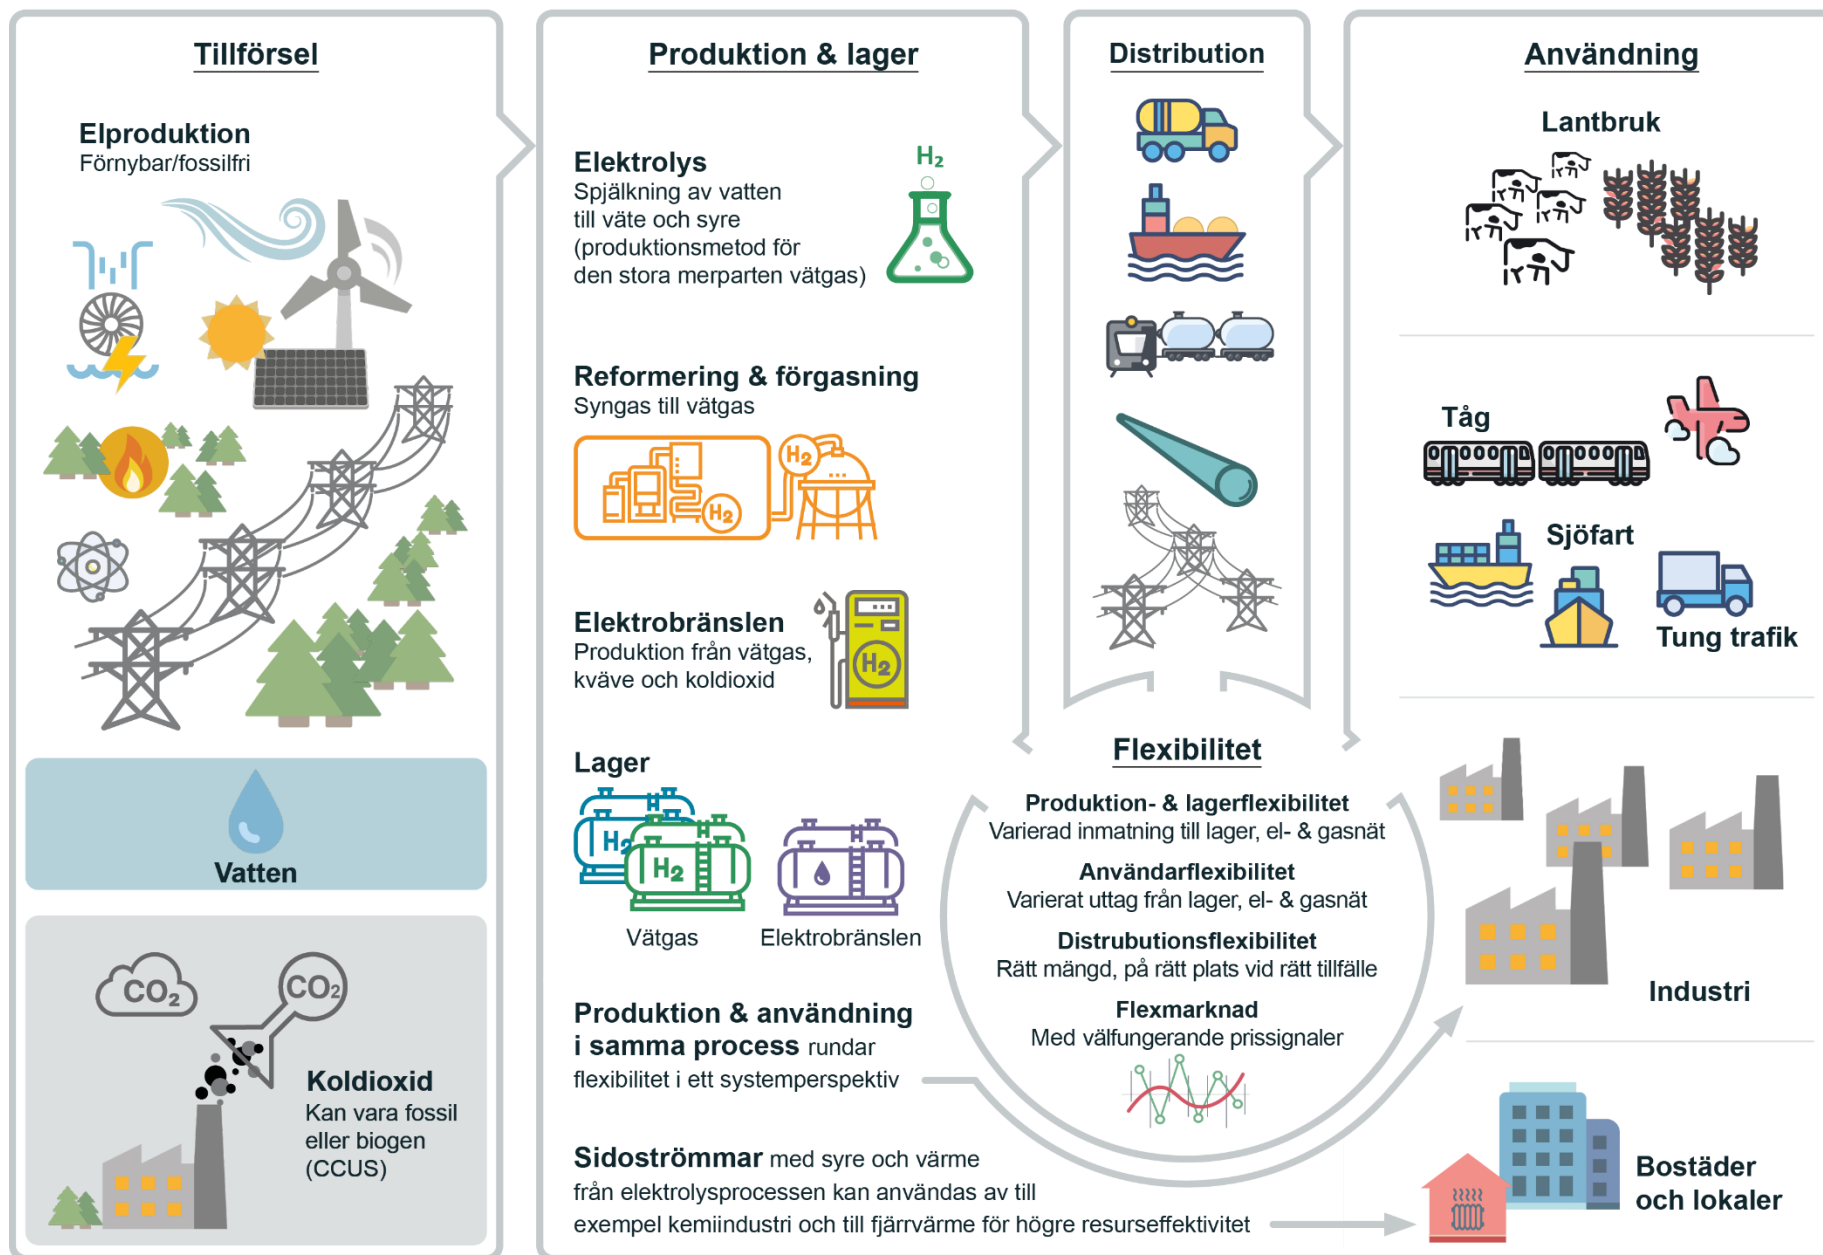 Tillförsel
Elproduktion
Förnybar/fossilfri
Vatten
CO₂
CO₂
Koldioxid
Kan vara fossil
eller biogen
(CCUS)
Produktion & lager
Elektrolys
Spjälkning av vatten
till väte och syre
(produktionsmetod för
den stora merparten vätgas)
H₂
Reformering & förgasning
Syngas till vätgas
H₂
H₂
Elektrobränslen
Produktion från vätgas,
kväve och koldioxid
H₂
Lager
H₂
H₂
Vätgas
Elektrobränslen
Produktion & användning
i samma process rundar
flexibilitet i ett systemperspektiv
Sidoströmmar med syre och värme
från elektrolysprocessen kan användas av till
exempel kemiindustri och till fjärrvärme för högre resurseffektivitet
Distribution
Flexibilitet
Produktion- & lagerflexibilitet
Varierad inmatning till lager, el- & gasnät
Användarflexibilitet
Varierat uttag från lager, el- & gasnät
Distrubutionsflexibilitet
Rätt mängd, på rätt plats vid rätt tillfälle
Flexmarknad
Med välfungerande prissignaler
Användning
Lantbruk
Tåg
Sjöfart
Tung trafik
Industri
Bostäder
och lokaler